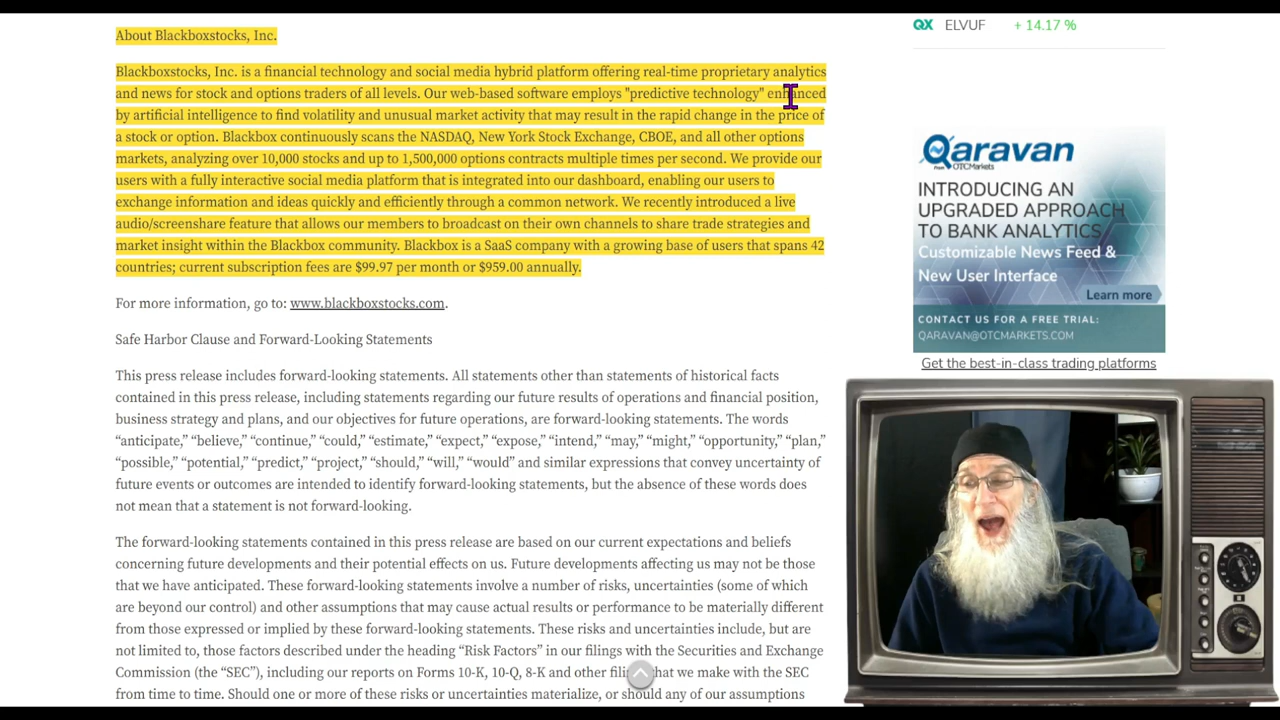 About Blackboxstocks, Inc.
Blackboxstocks, Inc. is a financial technology and social media hybrid platform offering real-time proprietary analytics
and news for stock and options traders of all levels. Our web-based software employs "predictive technology" enhanced
by artificial intelligence to find volatility and unusual market activity that may result in the rapid change in the price of
a stock or option. Blackbox continuously scans the NASDAQ, New York Stock Exchange, CBOE, and all other options
markets, analyzing over 10,000 stocks and up to 1,500,000 options contracts multiple times per second. We provide our
users with a fully interactive social media platform that is integrated into our dashboard, enabling our users to
exchange information and ideas quickly and efficiently through a common network. We recently introduced a live
audio/screenshare feature that allows our members to broadcast on their own channels to share trade strategies and
market insight within the Blackbox community. Blackbox is a SaaS company with a growing base of users that spans 42
countries; current subscription fees are $99.97 per month or $959.00 annually.
For more information, go to: www.blackboxstocks.com.
Safe Harbor Clause and Forward-Looking Statements
This press release includes forward-looking statements. All statements other than statements of historical facts
contained in this press release, including statements regarding our future results of operations and financial position,
business strategy and plans, and our objectives for future operations, are forward-looking statements. The words
“anticipate,” “believe,” “continue,” “could,” “estimate,” “expect,” “expose,” “intend,” “may,” “might,” “opportunity,” “plan,”
“possible,” “potential,” “predict,” “project,” “should,” “will,” “would” and similar expressions that convey uncertainty of
future events or outcomes are intended to identify forward-looking statements, but the absence of these words does
not mean that a statement is not forward-looking.
The forward-looking statements contained in this press release are based on our current expectations and beliefs
concerning future developments and their potential effects on us. Future developments affecting us may not be those
that we have anticipated. These forward-looking statements involve a number of risks, uncertainties (some of which
are beyond our control) and other assumptions that may cause actual results or performance to be materially different
from those expressed or implied by these forward-looking statements. These risks and uncertainties include, but are
not limited to, those factors described under the heading “Risk Factors” in our filings with the Securities and Exchange
Commission (the “SEC”), including our reports on Forms 10-K, 10-Q, 8-K and other that we make with the SEC
from time to time. Should one or more of these risks or uncertainties materialize, or should any of our assumptions
QX ELVUF + 14.17 %
Qaravan
From OTCMarkets
INTRODUCING AN
UPGRADED APPROACH
TO BANK ANALYTICS
Customizable News Feed &
New User Interface
Learn more
CONTACT US FOR A FREE TRIAL:
QARAVAN@OTCMARKETS.COM
Get the best-in-class trading platforms